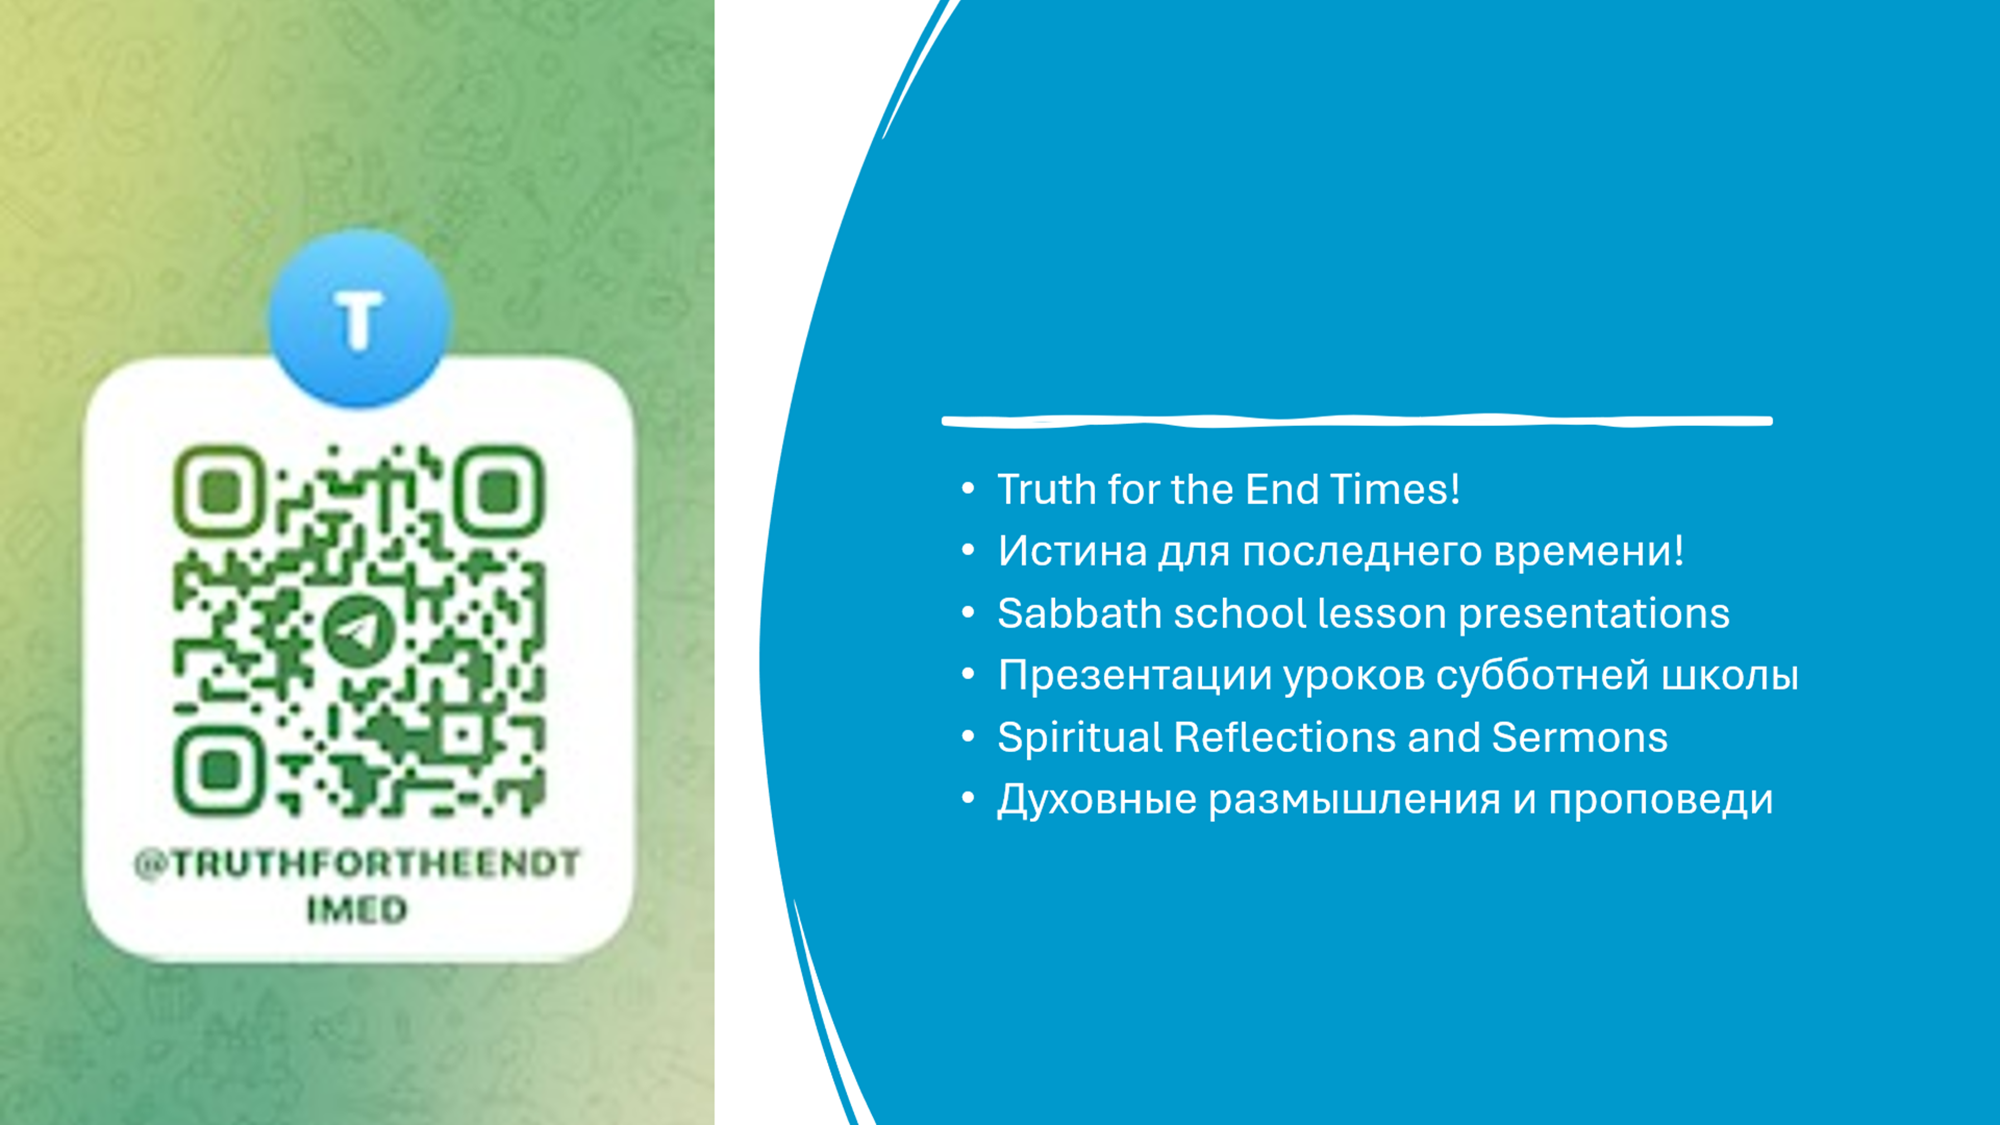 T
@TRUTHFORTHEENDT
IMED
• Truth for the End Times!
• Истина для последнего времени!
• Sabbath school lesson presentations
• Презентации уроков субботней школы
• Spiritual Reflections and Sermons
• Духовные размышления и проповеди